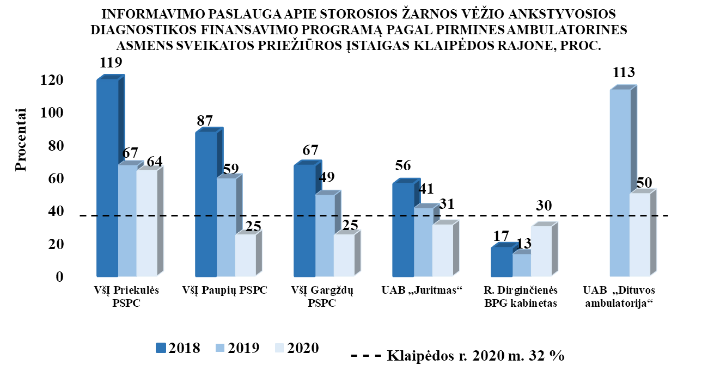 INFORMAVIMO PASLAUGA APIE STOROSIOS ŽARNOS VĖŽIO ANKSTYVOSIOS
DIAGNOSTIKOS FINANSAVIMO PROGRAMĄ PAGAL PIRMINES AMBULATORINES
ASMENS SVEIKATOS PRIEŽIŪROS ĮSTAIGAS KLAIPĖDOS RAJONE, PROC.
Procentai
120
100
80
60
40
20
0
119
67
64
87
59
25
67
49
25
56
41
31
17
13
30
113
50
VšĮ Priekulės
PSPC
VšĮ Paupių PSPC
VšĮ Gargždų
PSPC
UAB „Juritmas“
R. Dirginčienės
BPG kabinetas
UAB „Dituvos
ambulatorija“
2018
2019
2020
Klaipėdos r. 2020 m. 32 %